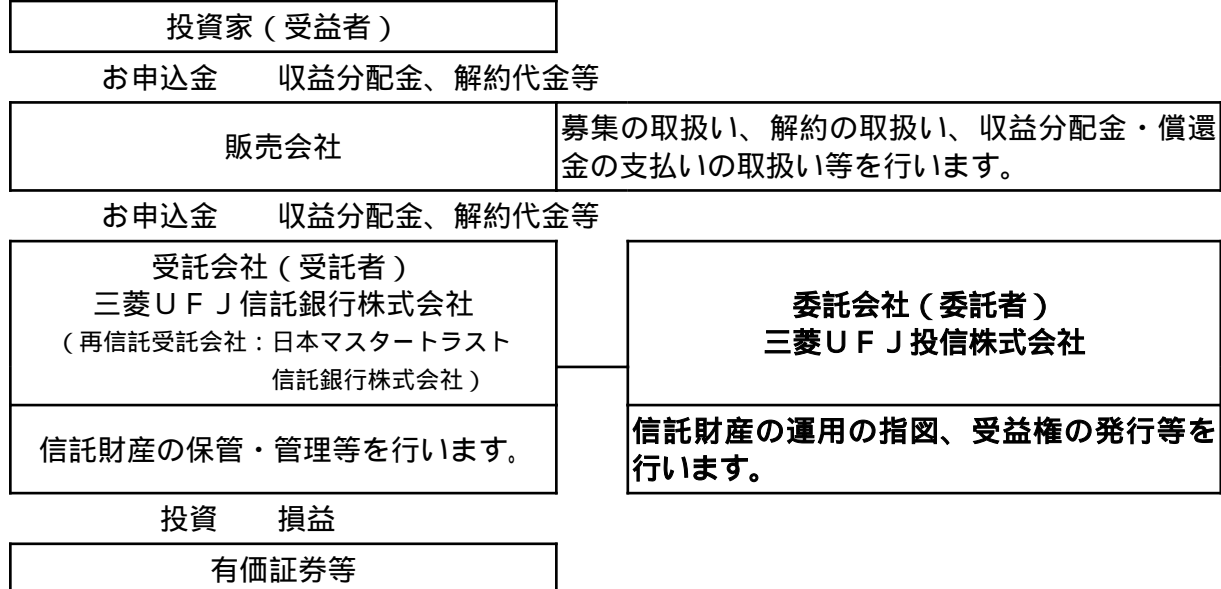 投資家（受益者）
お申込金　　収益分配金、解約代金等
販売会社
募集の取扱い、解約の取扱い、収益分配金・償還
金の支払いの取扱い等を行います。
お申込金　　収益分配金、解約代金等
受託会社（受託者）
三菱ＵＦＪ信託銀行株式会社
（再信託受託会社：日本マスタートラスト
信託銀行株式会社）
委託会社（委託者）
三菱ＵＦＪ投信株式会社
信託財産の保管・管理等を行います。
信託財産の運用の指図、受益権の発行等を
行います。
投資　　損益
有価証券等